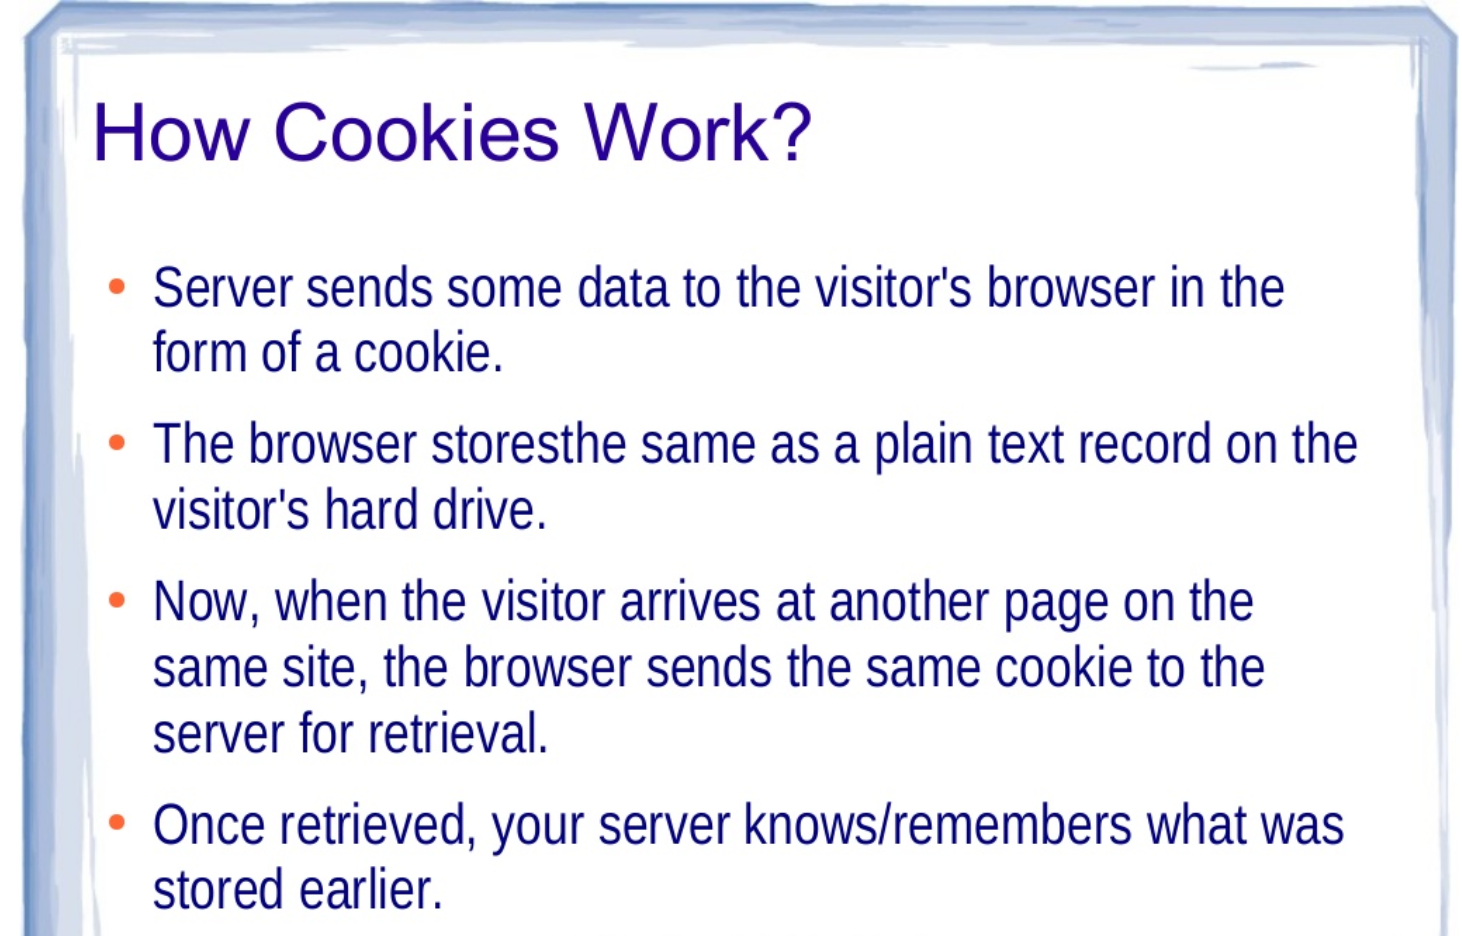 How Cookies Work?
• Server sends some data to the visitor's browser in the
form of a cookie.
• The browser storesthe same as a plain text record on the
visitor's hard drive.
• Now, when the visitor arrives at another page on the
same site, the browser sends the same cookie to the
server for retrieval.
• Once retrieved, your server knows/remembers what was
stored earlier.